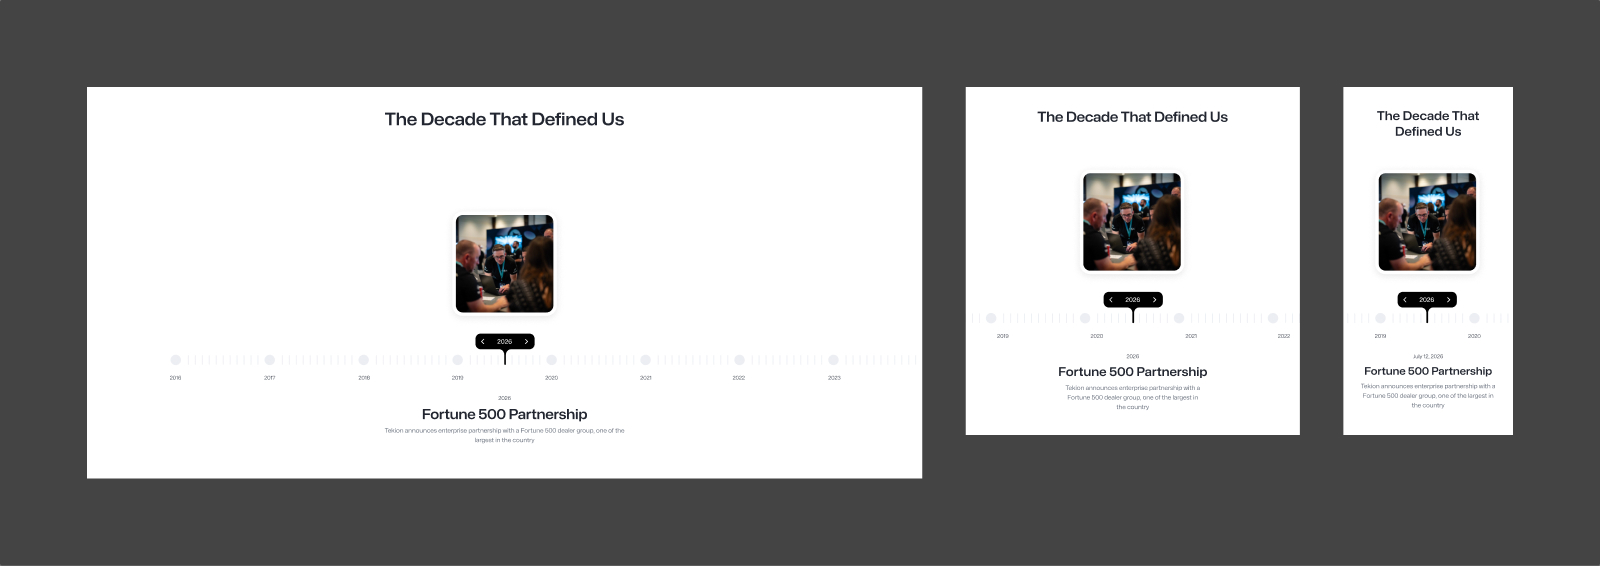 The Decade That Defined Us
2026
2016
2017
2018
2019
2020
2021
2022
2023
2026
Fortune 500 Partnership
Tekion announces enterprise partnership with a Fortune 500 dealer group, one of the
largest in the country
The Decade That Defined Us
2026
2019
2020
2021
2022
2026
Fortune 500 Partnership
Tekion announces enterprise partnership with a
Fortune 500 dealer group, one of the largest in
the country
The Decade That
Defined Us
2026
2019
2020
July 12, 2026
Fortune 500 Partnership
Tekion announces enterprise partnership with a
Fortune 500 dealer group, one of the largest in
the country